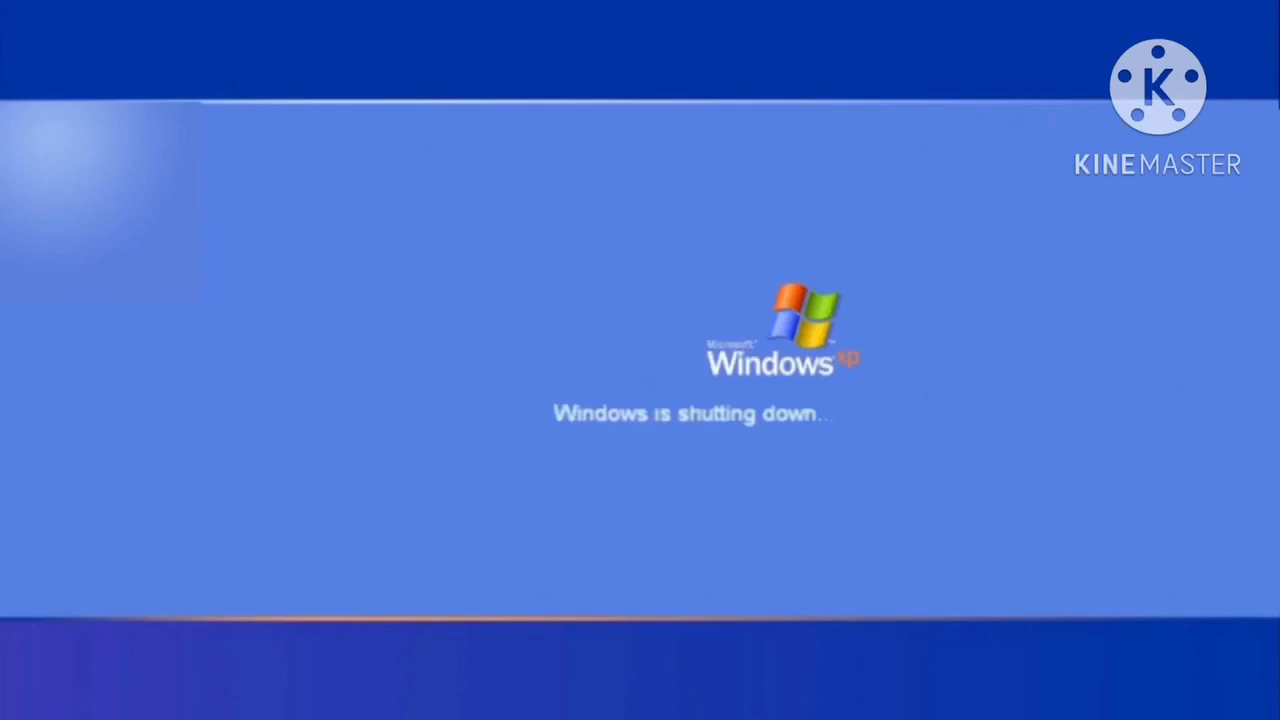 K
KINEMASTER
Microsoft
Windows xp
Windows is shutting down...